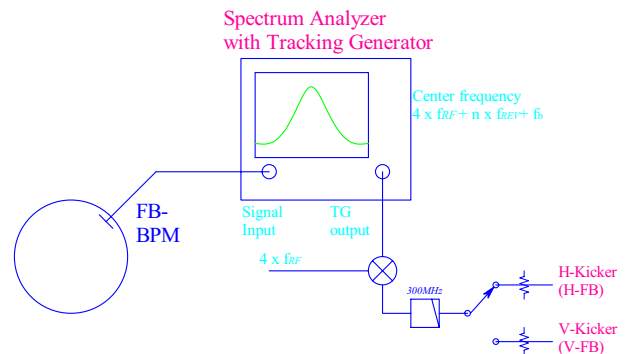 Spectrum Analyzer
with Tracking Generator
Center frequency
4 x fRF + n x fREV + fb
FB-
BPM
Signal
Input
TG
output
4 x fRF
300MHz
H-Kicker
(H-FB)
V-Kicker
(V-FB)